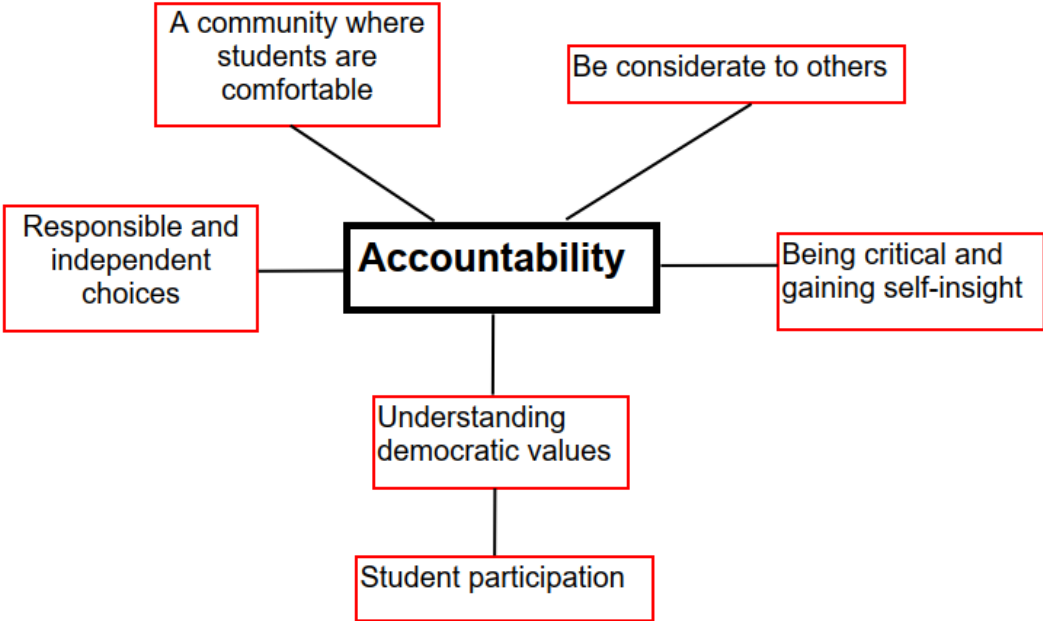 A community where
students are
comfortable
Be considerate to others
Responsible and
independent
choices
Accountability
Being critical and
gaining self-insight
Understanding
democratic values
Student participation